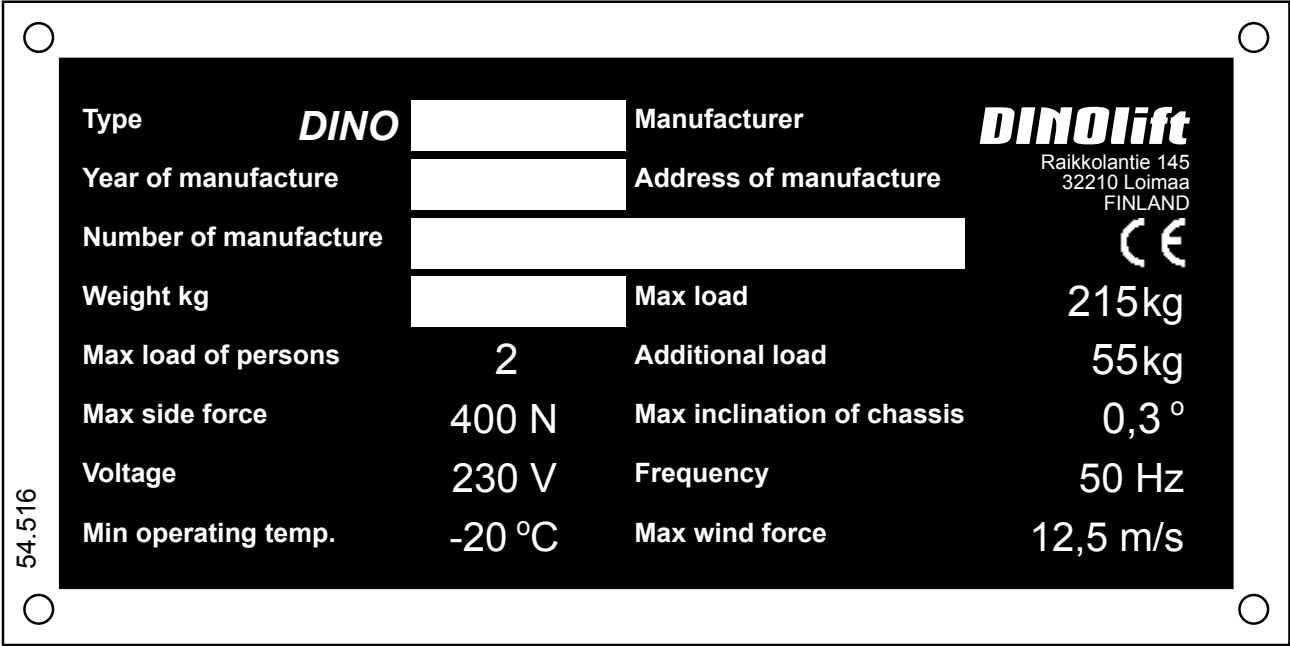 Type DINO Manufacturer DINOlift
Raikkolantie 145
Year of manufacture Address of manufacture 32210 Loimaa
FINLAND
Number of manufacture CE
Weight kg Max load 215kg
Max load of persons 2 Additional load 55kg
Max side force 400 N Max inclination of chassis 0,3 º
Voltage 230 V Frequency 50 Hz
Min operating temp. -20 ºC Max wind force 12,5 m/s
54.516